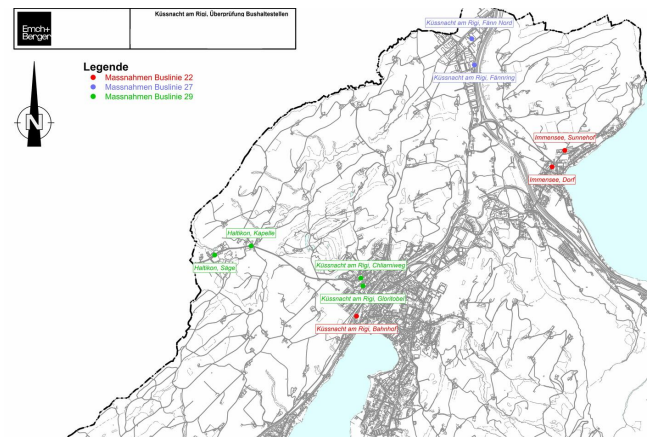 Emch+
Berger
Küssnacht am Rigi, Überprüfung Bushaltestellen
Legende
Massnahmen Buslinie 22
Massnahmen Buslinie 27
Massnahmen Buslinie 29
N
Küssnacht am Rigi, Fänn Nord
Küssnacht am Rigi, Fännring
Immensee, Sunnehof
Immensee, Dorf
Haltikon, Kapelle
Haltikon, Säge
Küssnacht am Rigi, Chliamsweg
Küssnacht am Rigi, Gloritobel
Küssnacht am Rigi, Bahnhof